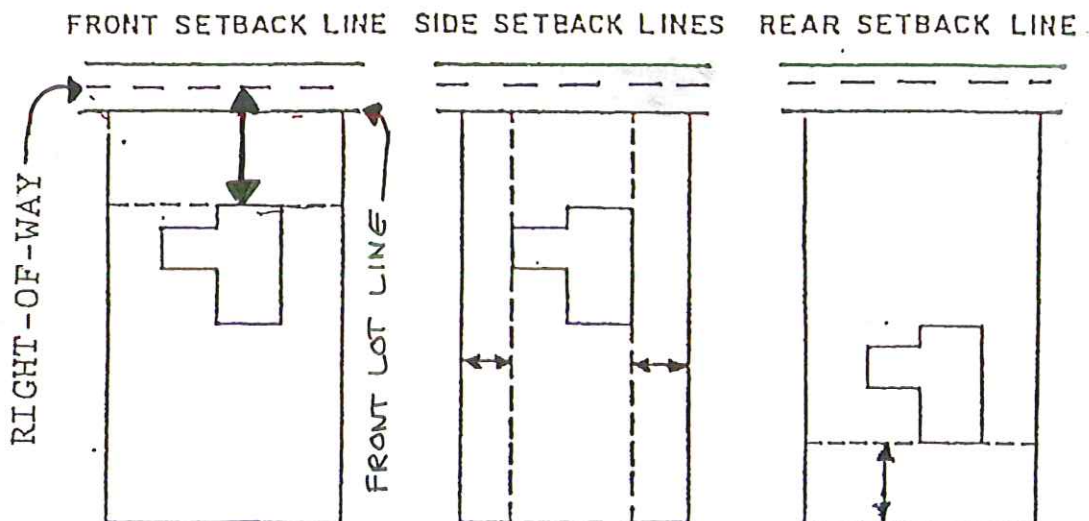 FRONT SETBACK LINE
SIDE SETBACK LINES
REAR SETBACK LINE
RIGHT-OF-WAY
FRONT LOT LINE